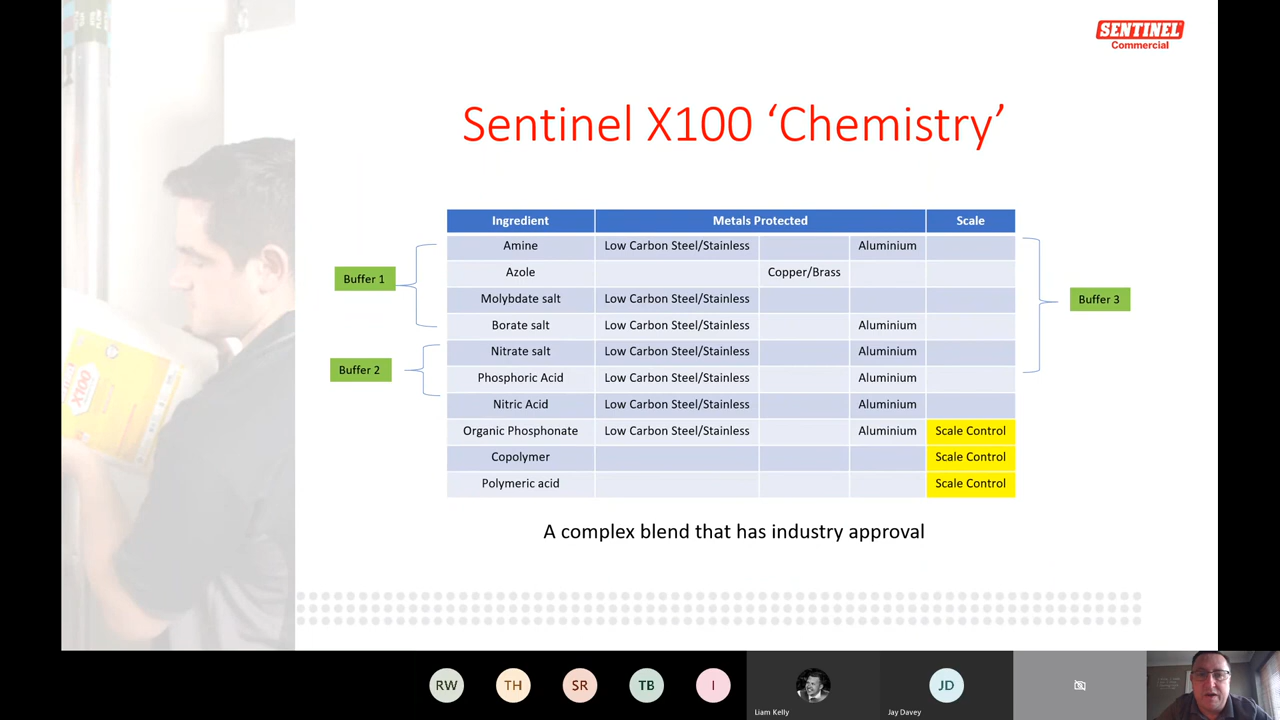 SENTINEL
Commercial
Sentinel X100 ‘Chemistry’
Ingredient Metals Protected Scale
Amine Low Carbon Steel/Stainless Aluminium
Azole Copper/Brass
Molybdate salt Low Carbon Steel/Stainless
Borate salt Low Carbon Steel/Stainless Aluminium
Nitrate salt Low Carbon Steel/Stainless Aluminium
Phosphoric Acid Low Carbon Steel/Stainless Aluminium
Nitric Acid Low Carbon Steel/Stainless Aluminium
Organic Phosphonate Low Carbon Steel/Stainless Aluminium Scale Control
Copolymer Scale Control
Polymeric acid Scale Control
Buffer 1
Buffer 2
Buffer 3
A complex blend that has industry approval
X100
RW TH SR TB I JD
Liam Kelly Jay Davey